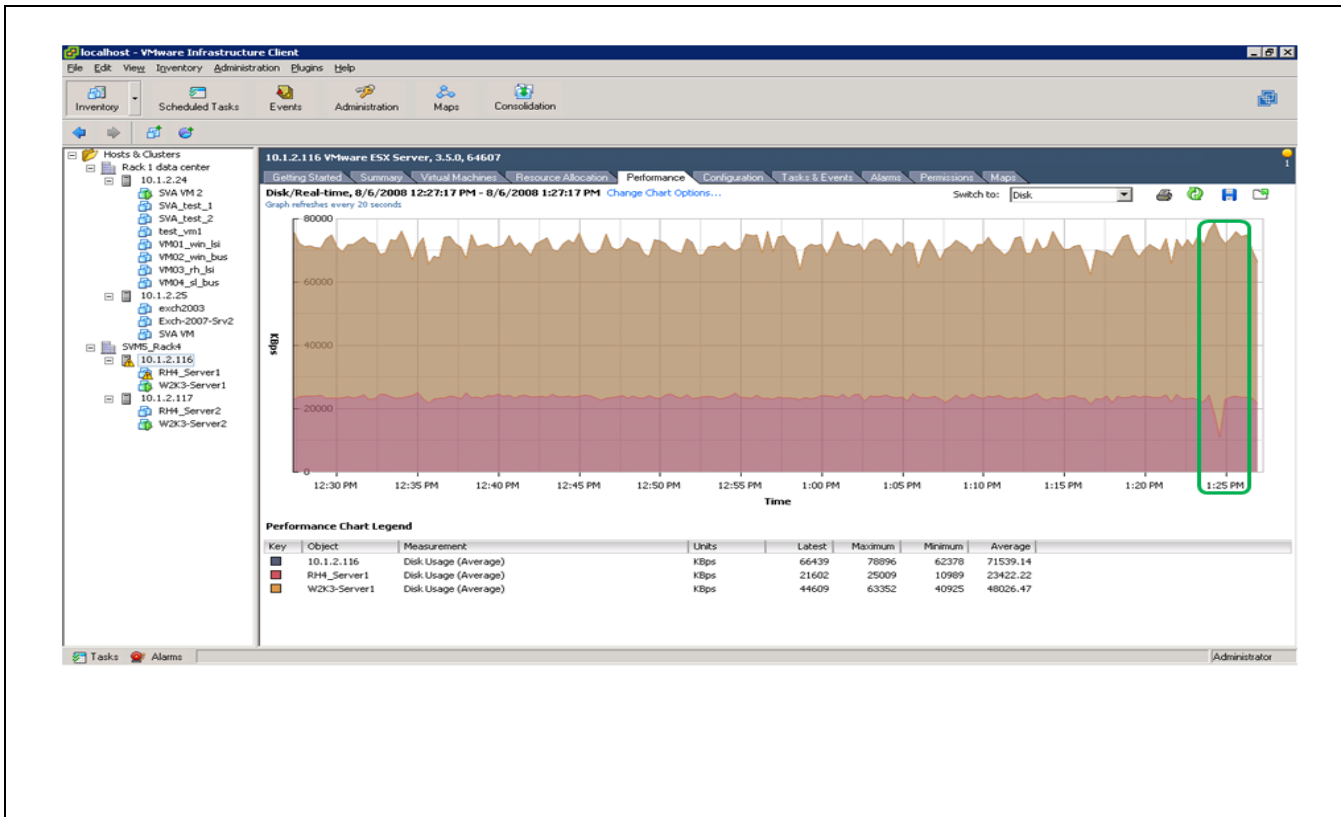 localhost - VMware Infrastructure Client
File Edit View Inventory Administration Plugins Help
Inventory Scheduled Tasks Events Administration Maps Consolidation
Hosts & Clusters
Rack 1 data center
10.1.2.24
SVA VM 2
SVA_test_1
SVA_test_2
test_vm1
VM01_win_lsi
VM02_win_bus
VM03_rh_lsi
VM04_sl_bus
10.1.2.25
exch2003
Exch-2007-Srv2
SVA VM
SVM5_Rack4
10.1.2.116
RH4_Server1
W2K3-Server1
10.1.2.117
RH4_Server2
W2K3-Server2
10.1.2.116 VMware ESX Server, 3.5.0, 64607
1
Getting Started Summary Virtual Machines Resource Allocation Performance Configuration Tasks & Events Alarms Permissions Maps
Disk/Real-time, 8/6/2008 12:27:17 PM - 8/6/2008 1:27:17 PM Change Chart Options... Switch to: Disk
Graph refreshes every 20 seconds
80000
60000
40000
20000
0
KBps
12:30 PM 12:35 PM 12:40 PM 12:45 PM 12:50 PM 12:55 PM 1:00 PM 1:05 PM 1:10 PM 1:15 PM 1:20 PM 1:25 PM
Time
Performance Chart Legend
Key Object Measurement Units Latest Maximum Minimum Average
10.1.2.116 Disk Usage (Average) KBps 66439 78896 62378 71539.14
RH4_Server1 Disk Usage (Average) KBps 21602 25009 10989 23422.22
W2K3-Server1 Disk Usage (Average) KBps 44609 63352 40925 48026.47
Tasks Alarms Administrator